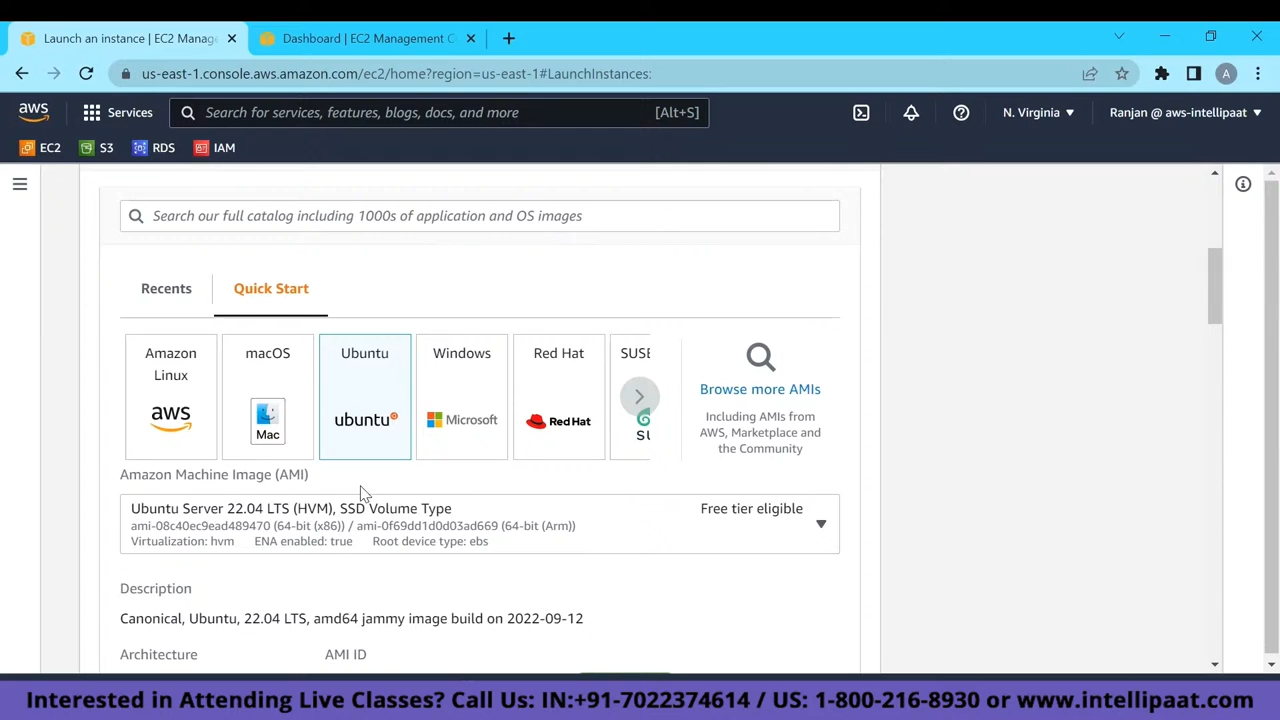 Launch an instance | EC2 Manage
Dashboard | EC2 Management C
us-east-1.console.aws.amazon.com/ec2/home?region=us-east-1#LaunchInstances:
A
aws
Services
Search for services, features, blogs, docs, and more
[Alt+S]
N. Virginia
Ranjan @ aws-intellipaat
EC2
S3
RDS
IAM
Search our full catalog including 1000s of application and OS images
Recents
Quick Start
Amazon
Linux
aws
macOS
Mac
Ubuntu
ubuntu
Windows
Microsoft
Red Hat
Red Hat
SUSE
SU
Browse more AMIs
Including AMIs from
AWS, Marketplace and
the Community
Amazon Machine Image (AMI)
Ubuntu Server 22.04 LTS (HVM), SSD Volume Type
Free tier eligible
ami-08c40ec9ead489470 (64-bit (x86)) / ami-0f69dd1d0d03ad669 (64-bit (Arm))
Virtualization: hvm ENA enabled: true Root device type: ebs
Description
Canonical, Ubuntu, 22.04 LTS, amd64 jammy image build on 2022-09-12
Architecture
AMI ID
Interested in Attending Live Classes? Call Us: IN:+91-7022374614 / US: 1-800-216-8930 or www.intellipaat.com